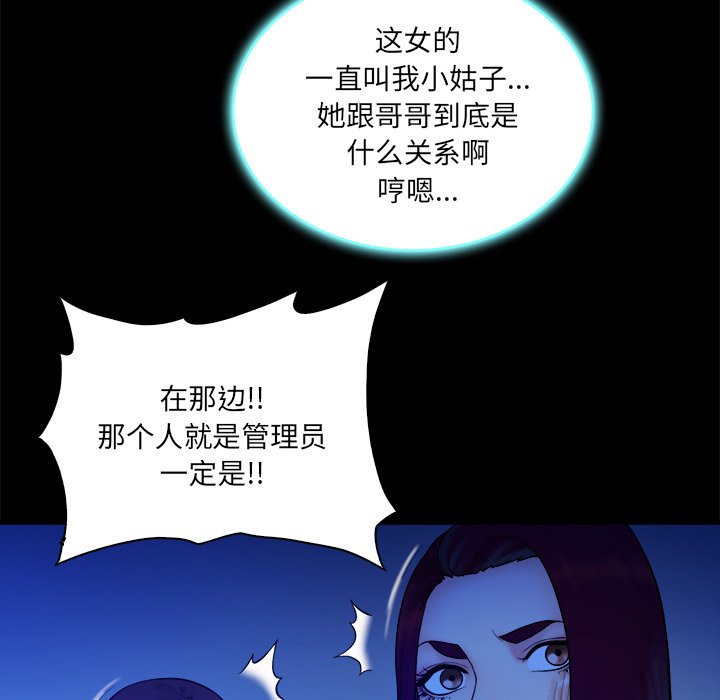 这女的
一直叫我小姑子...
她跟哥哥到底是
什么关系啊
哼嗯...
在那边!!
那个人就是管理员
一定是!!